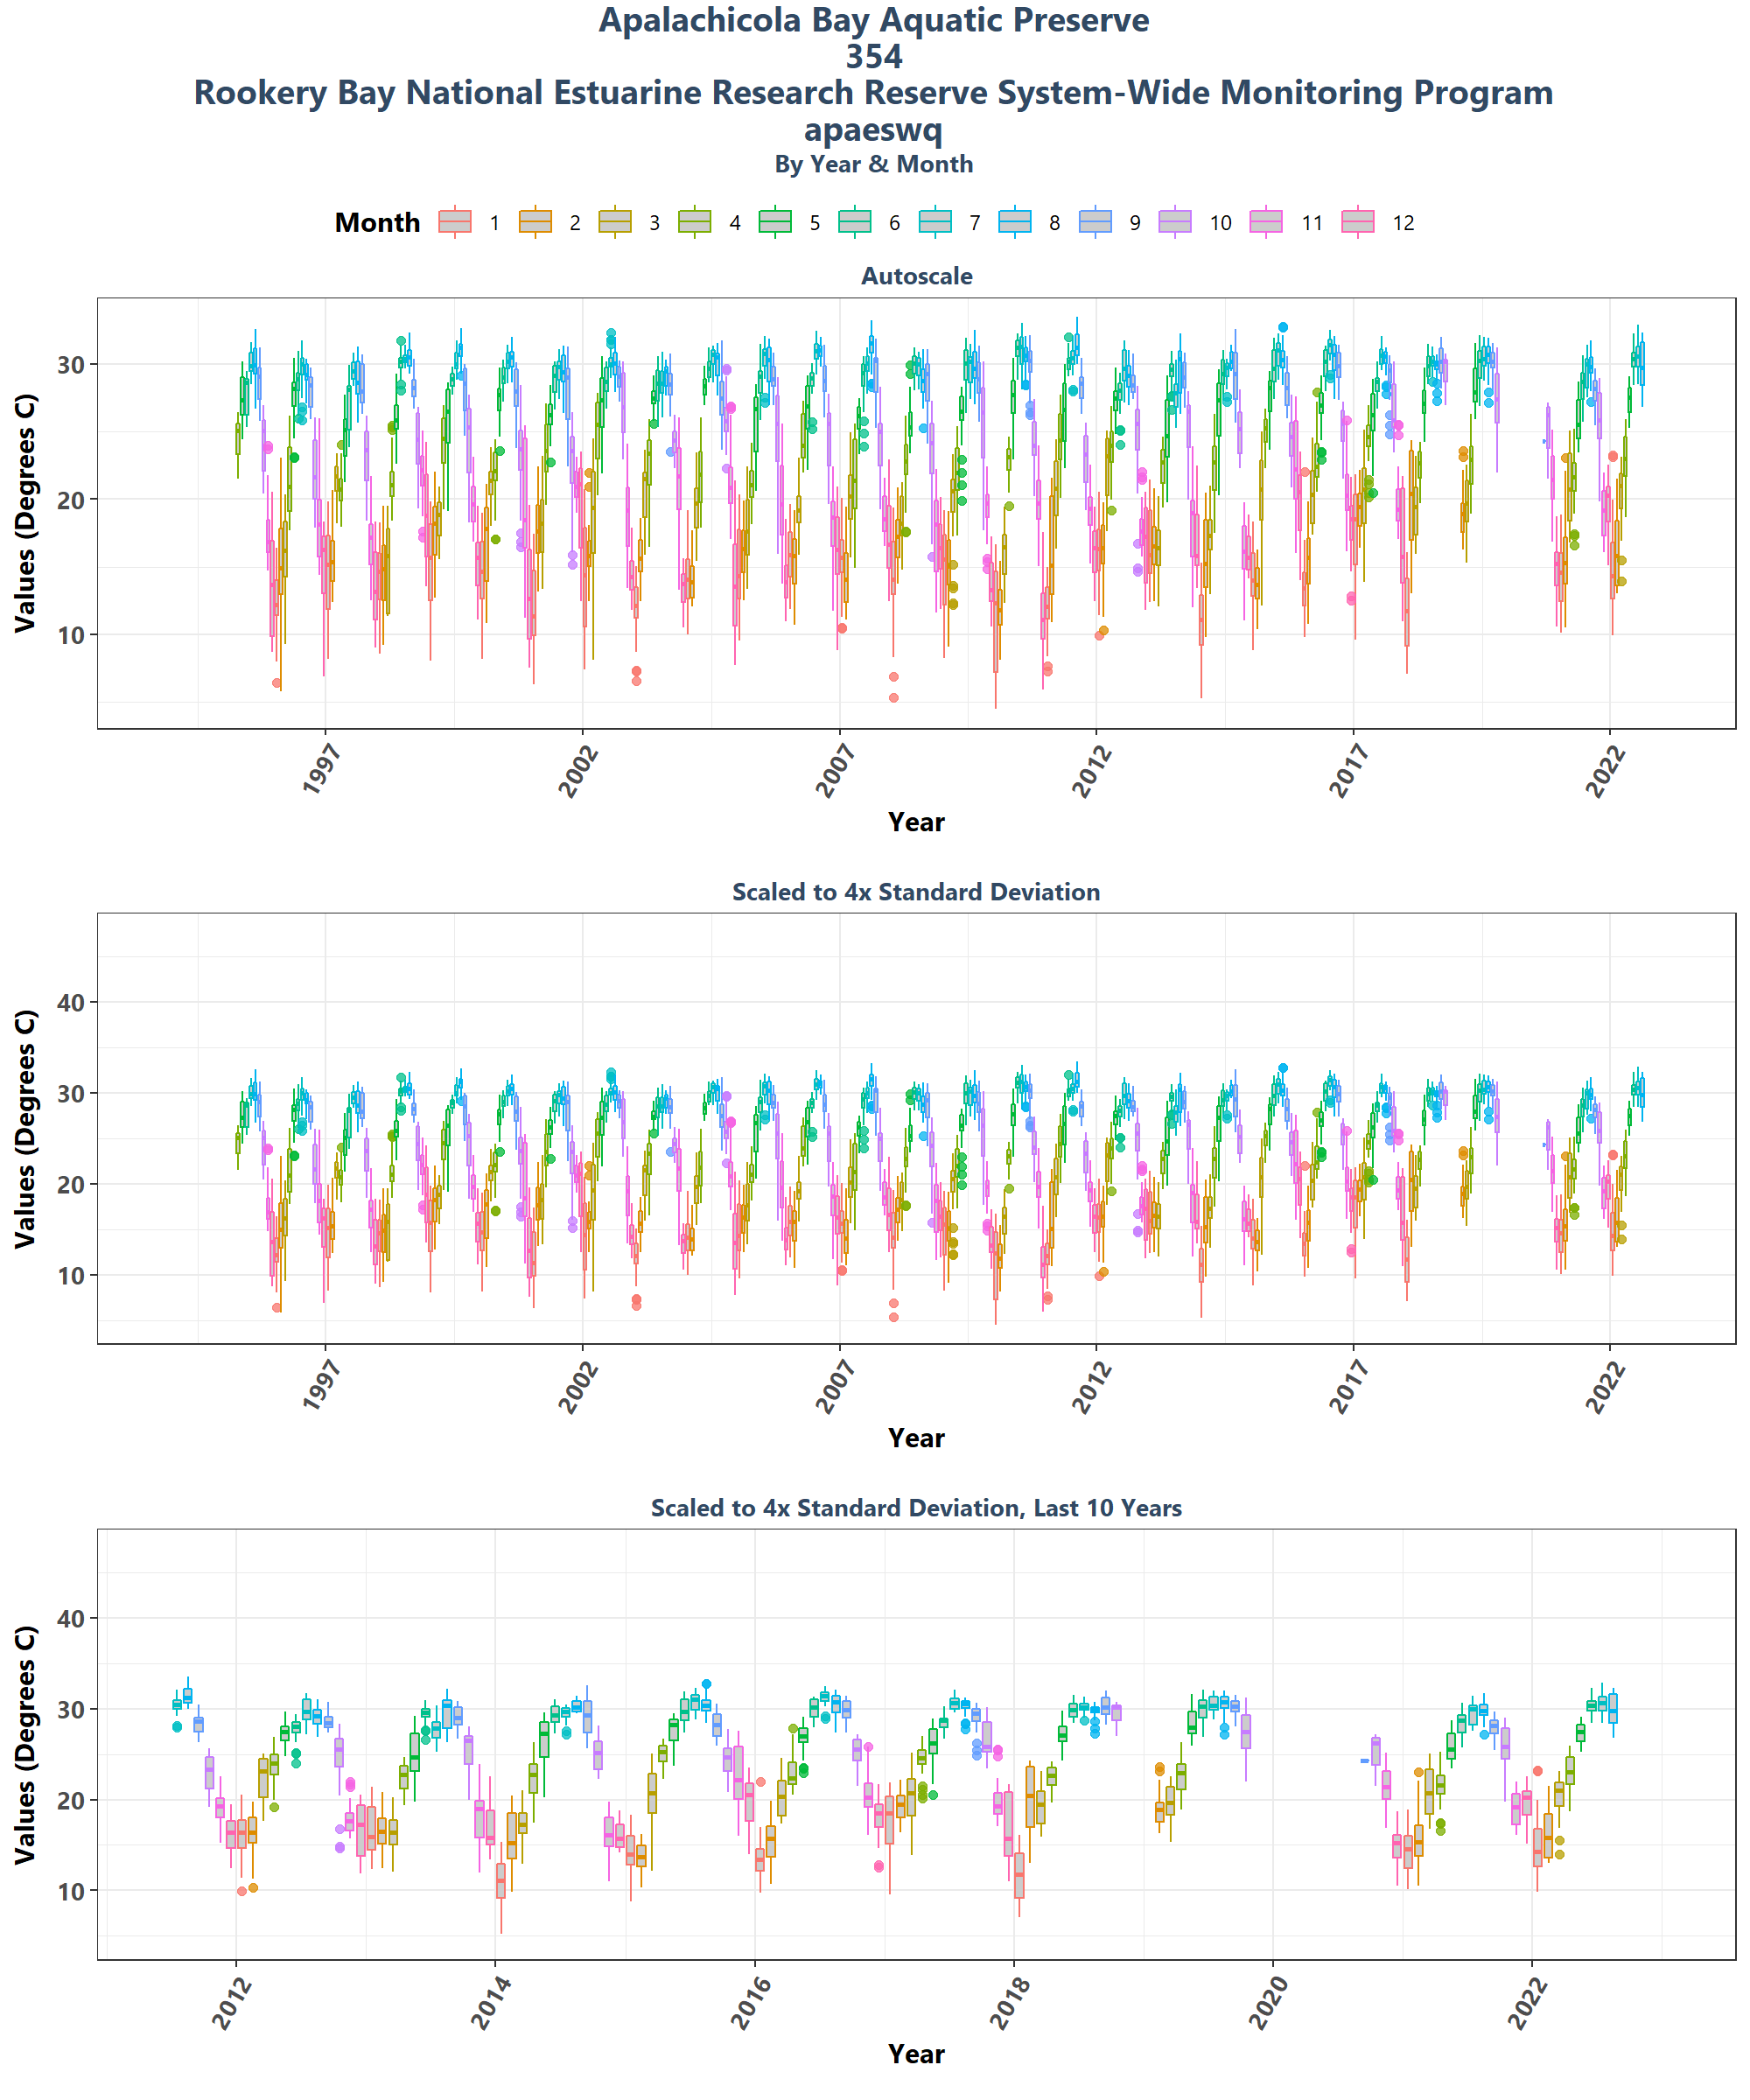 Apalachicola Bay Aquatic Preserve
354
Rookery Bay National Estuarine Research Reserve System-Wide Monitoring Program
apaeswq
By Year & Month
Month 1 2 3 4 5 6 7 8 9 10 11 12
Autoscale
Values (Degrees C)
30
20
10
1997 2002 2007 2012 2017 2022
Year
Scaled to 4x Standard Deviation
Values (Degrees C)
40
30
20
10
1997 2002 2007 2012 2017 2022
Year
Scaled to 4x Standard Deviation, Last 10 Years
Values (Degrees C)
40
30
20
10
2012 2014 2016 2018 2020 2022
Year